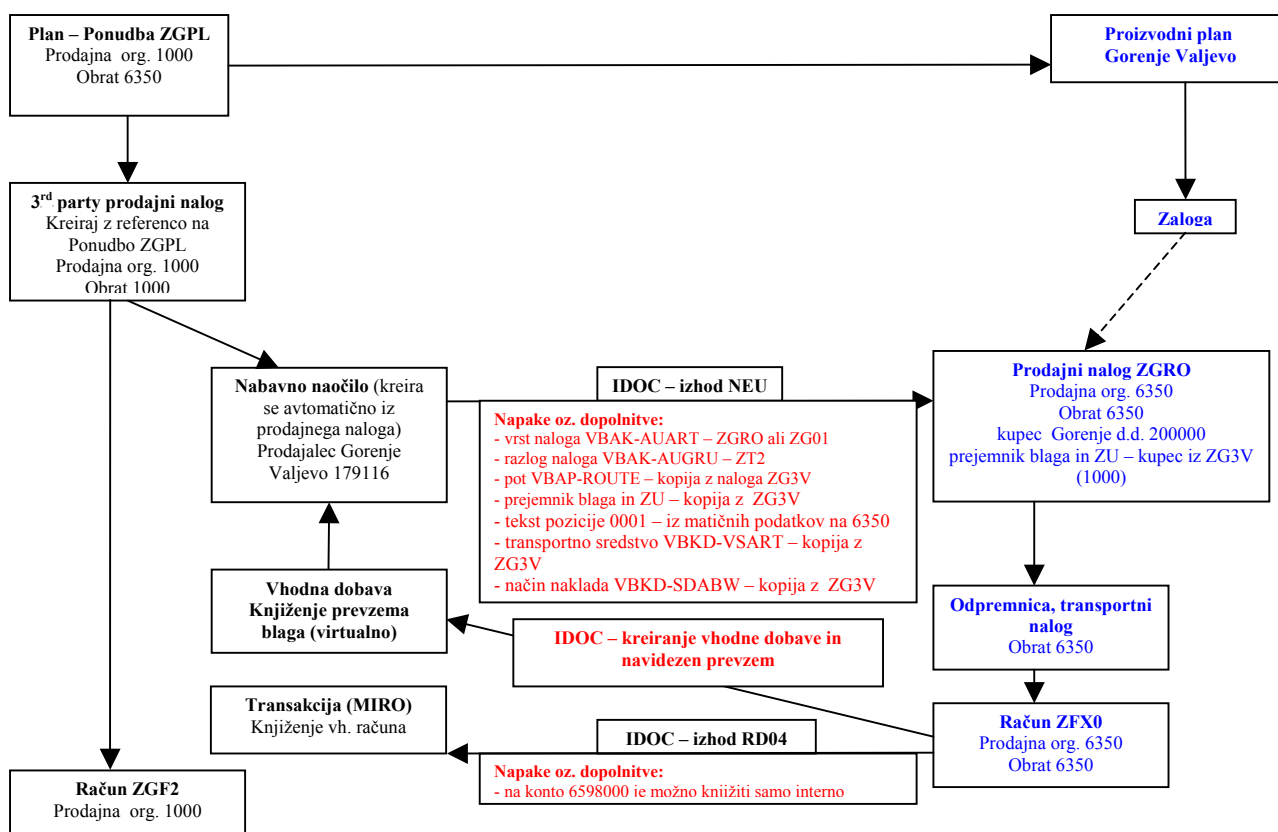 Plan – Ponudba ZGPL
Prodajna org. 1000
Obrat 6350
Proizvodni plan
Gorenje Valjevo
3rd party prodajni nalog
Kreiraj z referenco na
Ponudbo ZGPL
Prodajna org. 1000
Obrat 1000
Zaloga
Nabavno naočilo (kreira
se avtomatično iz
prodajnega naloga)
Prodajalec Gorenje
Valjevo 179116
IDOC – izhod NEU
Napake oz. dopolnitve:
- vrst naloga VBAK-AUART – ZGRO ali ZG01
- razlog naloga VBAK-AUGRU – ZT2
- pot VBAP-ROUTE – kopija z naloga ZG3V
- prejemnik blaga in ZU – kopija z ZG3V
- tekst pozicije 0001 – iz matičnih podatkov na 6350
- transportno sredstvo VBKD-VSART – kopija z
ZG3V
- način naklada VBKD-SDABW – kopija z ZG3V
Prodajni nalog ZGRO
Prodajna org. 6350
Obrat 6350
kupec Gorenje d.d. 200000
prejemnik blaga in ZU – kupec iz ZG3V
(1000)
Vhodna dobava
Knjiženje prevzema
blaga (virtualno)
IDOC – kreiranje vhodne dobave in
navidezen prevzem
Odpremnica, transportni
nalog
Obrat 6350
Transakcija (MIRO)
Knjiženje vh. računa
IDOC – izhod RD04
Napake oz. dopolnitve:
- na konto 6598000 je možno knjižiti samo interno
Račun ZFX0
Prodajna org. 6350
Obrat 6350
Račun ZGF2
Prodajna org. 1000